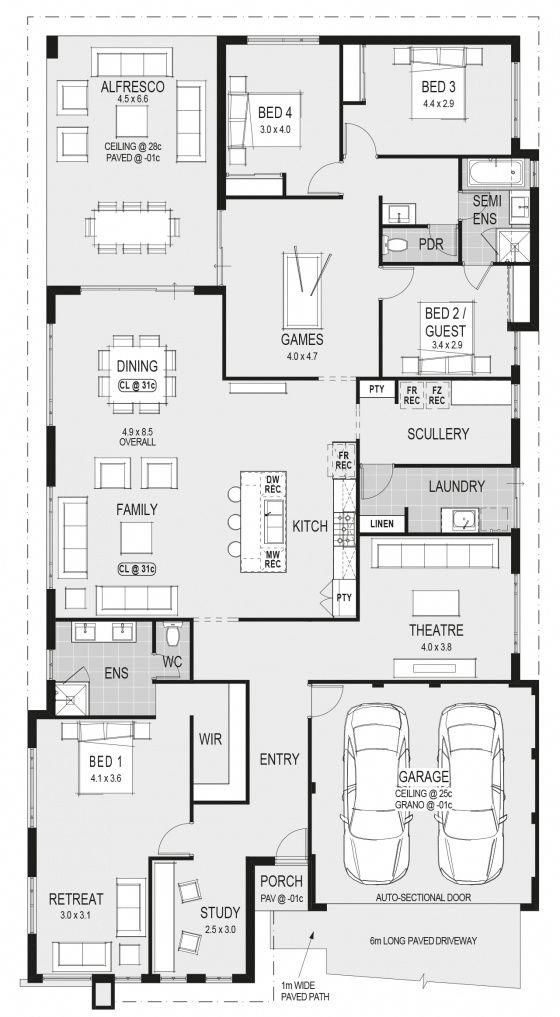 ALFRESCO
4.5 x 6.6
CEILING @ 28c
PAVED @ -01c
BED 4
3.0 x 4.0
BED 3
4.4 x 2.9
SEMI
ENS
PDR
GAMES
4.0 x 4.7
BED 2 /
GUEST
3.4 x 2.9
DINING
CL @ 31c
4.9 x 8.5
OVERALL
PTY
FR
REC
FZ
REC
SCULLERY
FR
REC
DW
REC
LAUNDRY
FAMILY
KITCH
LINEN
MW
REC
CL @ 31c
PTY
THEATRE
4.0 x 3.8
ENS
WC
WIR
BED 1
4.1 x 3.6
ENTRY
GARAGE
CEILING @ 25c
GRANO @ -01c
RETREAT
3.0 x 3.1
STUDY
2.5 x 3.0
PORCH
PAV @ -01c
AUTO-SECTIONAL DOOR
6m LONG PAVED DRIVEWAY
1m WIDE
PAVED PATH